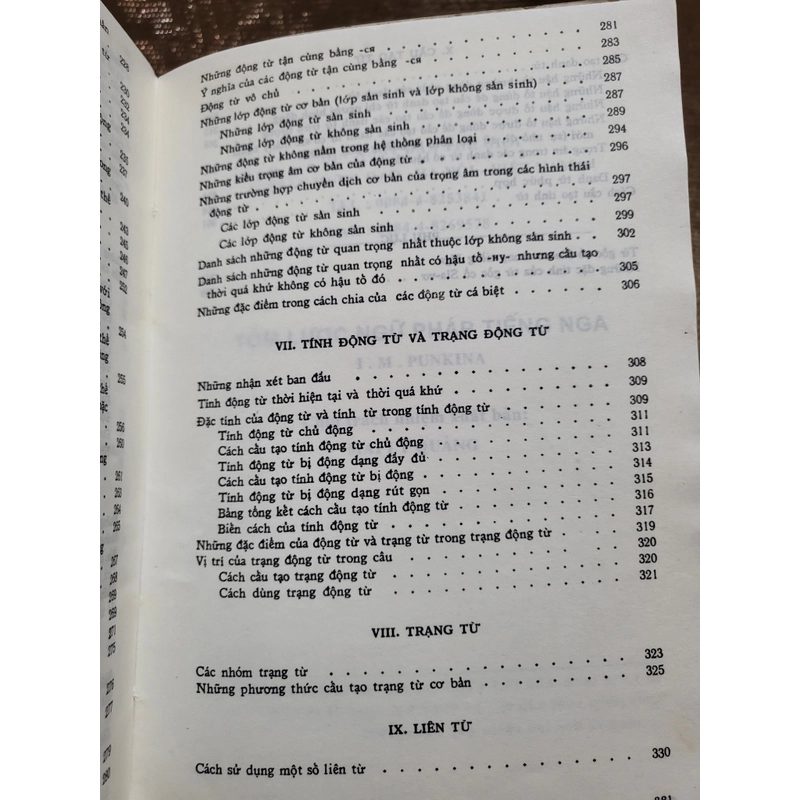 Những động từ tận cùng bằng -ся . . . . . . . . . . 281
Ý nghĩa của các động từ tận cùng bằng -ся . . . . . . . 283
Động từ vô chủ . . . . . . . . . . 285
Những lớp động từ cơ bản (lớp sản sinh và lớp không sản sinh) . 287
Những lớp động từ sản sinh . . . . . . . . . . 287
Những lớp động từ không sản sinh . . . . . . . . . . 289
Những động từ không nằm trong hệ thống phân loại . . . . . 294
Những kiểu trọng âm cơ bản của động từ . . . . . . . . 296
Những trường hợp chuyển dịch cơ bản của trọng âm trong các hình thái
động từ . . . . . . . . . . 297
Các lớp động từ sản sinh . . . . . . . . . . 297
Các lớp động từ không sản sinh . . . . . . . . . . 299
Danh sách những động từ quan trọng nhất thuộc lớp không sản sinh . . 302
Danh sách những động từ quan trọng nhất có hậu tố -ну- nhưng cấu tạo
thời quá khứ không có hậu tố đó . . . . . . . . . . 305
Những đặc điểm trong cách chia của các động từ cá biệt . . . . 306
VII. TÍNH ĐỘNG TỪ VÀ TRẠNG ĐỘNG TỪ
Những nhận xét ban đầu . . . . . . . . . . 308
Tính động từ thời hiện tại và thời quá khứ . . . . . . . . 309
Đặc tính của động từ và tính từ trong tính động từ . . . . . . 309
Tính động từ chủ động . . . . . . . . . . 311
Cách cấu tạo tính động từ chủ động . . . . . . . . . . 311
Tính động từ bị động dạng đầy đủ . . . . . . . . . . 313
Cách cấu tạo tính động từ bị động . . . . . . . . . . 314
Tính động từ bị động dạng rút gọn . . . . . . . . . . 315
Bảng tổng kết cách cấu tạo tính động từ . . . . . . . . 316
Biến cách của tính động từ . . . . . . . . . . 317
Những đặc điểm của động từ và trạng từ trong trạng động từ . . . 319
Vị trí của trạng động từ trong câu . . . . . . . . . . 320
Cách cấu tạo trạng động từ . . . . . . . . . . 320
Cách dùng trạng động từ . . . . . . . . . . 321
VIII. TRẠNG TỪ
Các nhóm trạng từ . . . . . . . . . . 323
Những phương thức cấu tạo trạng từ cơ bản . . . . . . . . 325
IX. LIÊN TỪ
Cách sử dụng một số liên từ . . . . . . . . . . 330